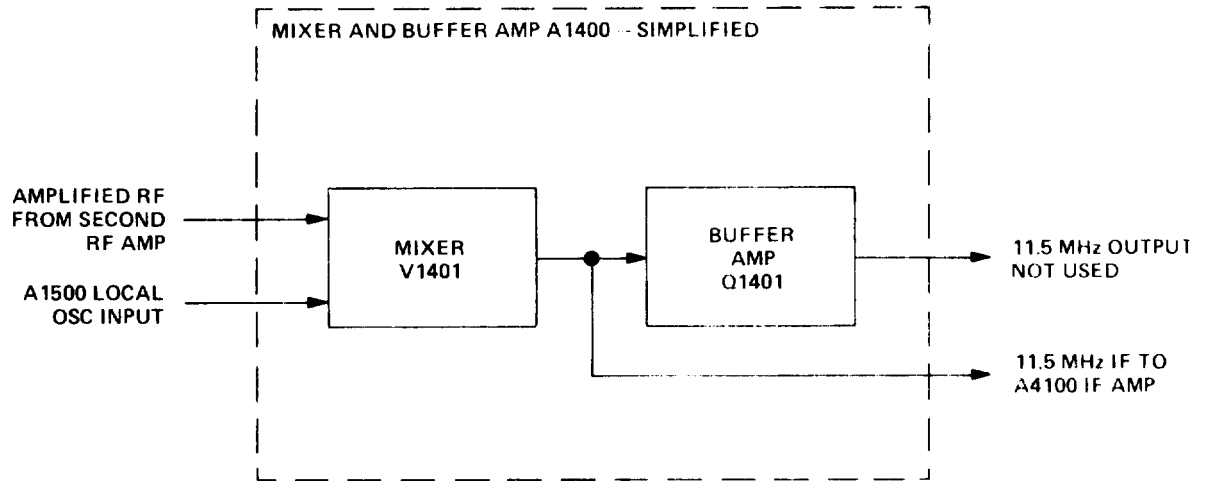 MIXER AND BUFFER AMP A1400 -- SIMPLIFIED
AMPLIFIED RF
FROM SECOND
RF AMP
A1500 LOCAL
OSC INPUT
MIXER
V1401
BUFFER
AMP
Q1401
11.5 MHz OUTPUT
NOT USED
11.5 MHz IF TO
A4100 IF AMP